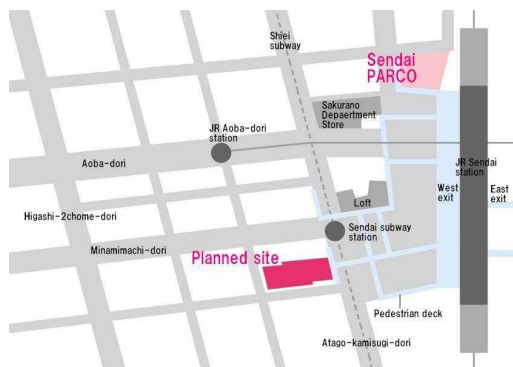 Shiei
subway
Sendai
PARCO
Sakurano
Depaertment
Store
JR Aoba-dori
station
Aoba-dori
JR Sendai
station
West
exit
East
exit
Loft
Higashi-2chome-dori
Sendai subway
station
Minamimachi-dori
Planned site
Pedestrian deck
Atago-kamisugi-dori